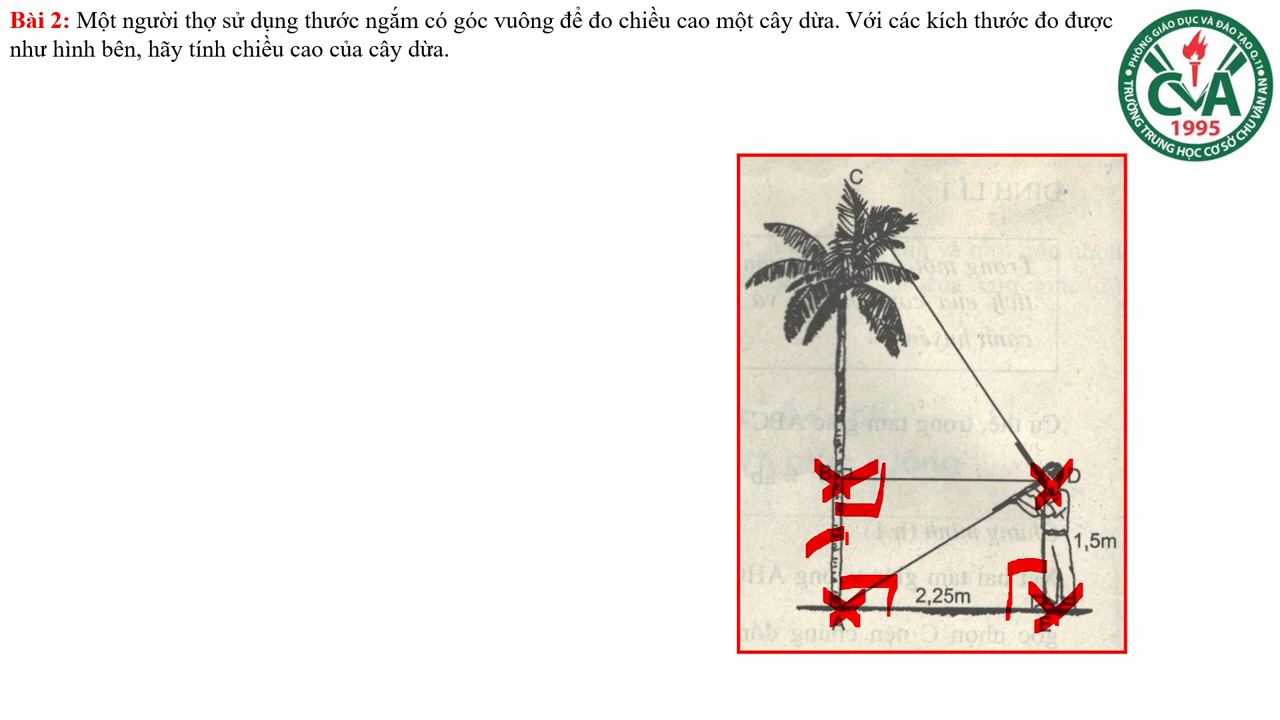 Bài 2: Một người thợ sử dụng thước ngắm có góc vuông để đo chiều cao một cây dừa. Với các kích thước đo được
như hình bên, hãy tính chiều cao của cây dừa.
PHÒNG GIÁO DỤC VÀ ĐÀO TẠO Q.11
CVA
1995
TRƯỜNG TRUNG HỌC CƠ SỞ CHU VĂN AN
C
B
D
1,5m
2,25m
A
E